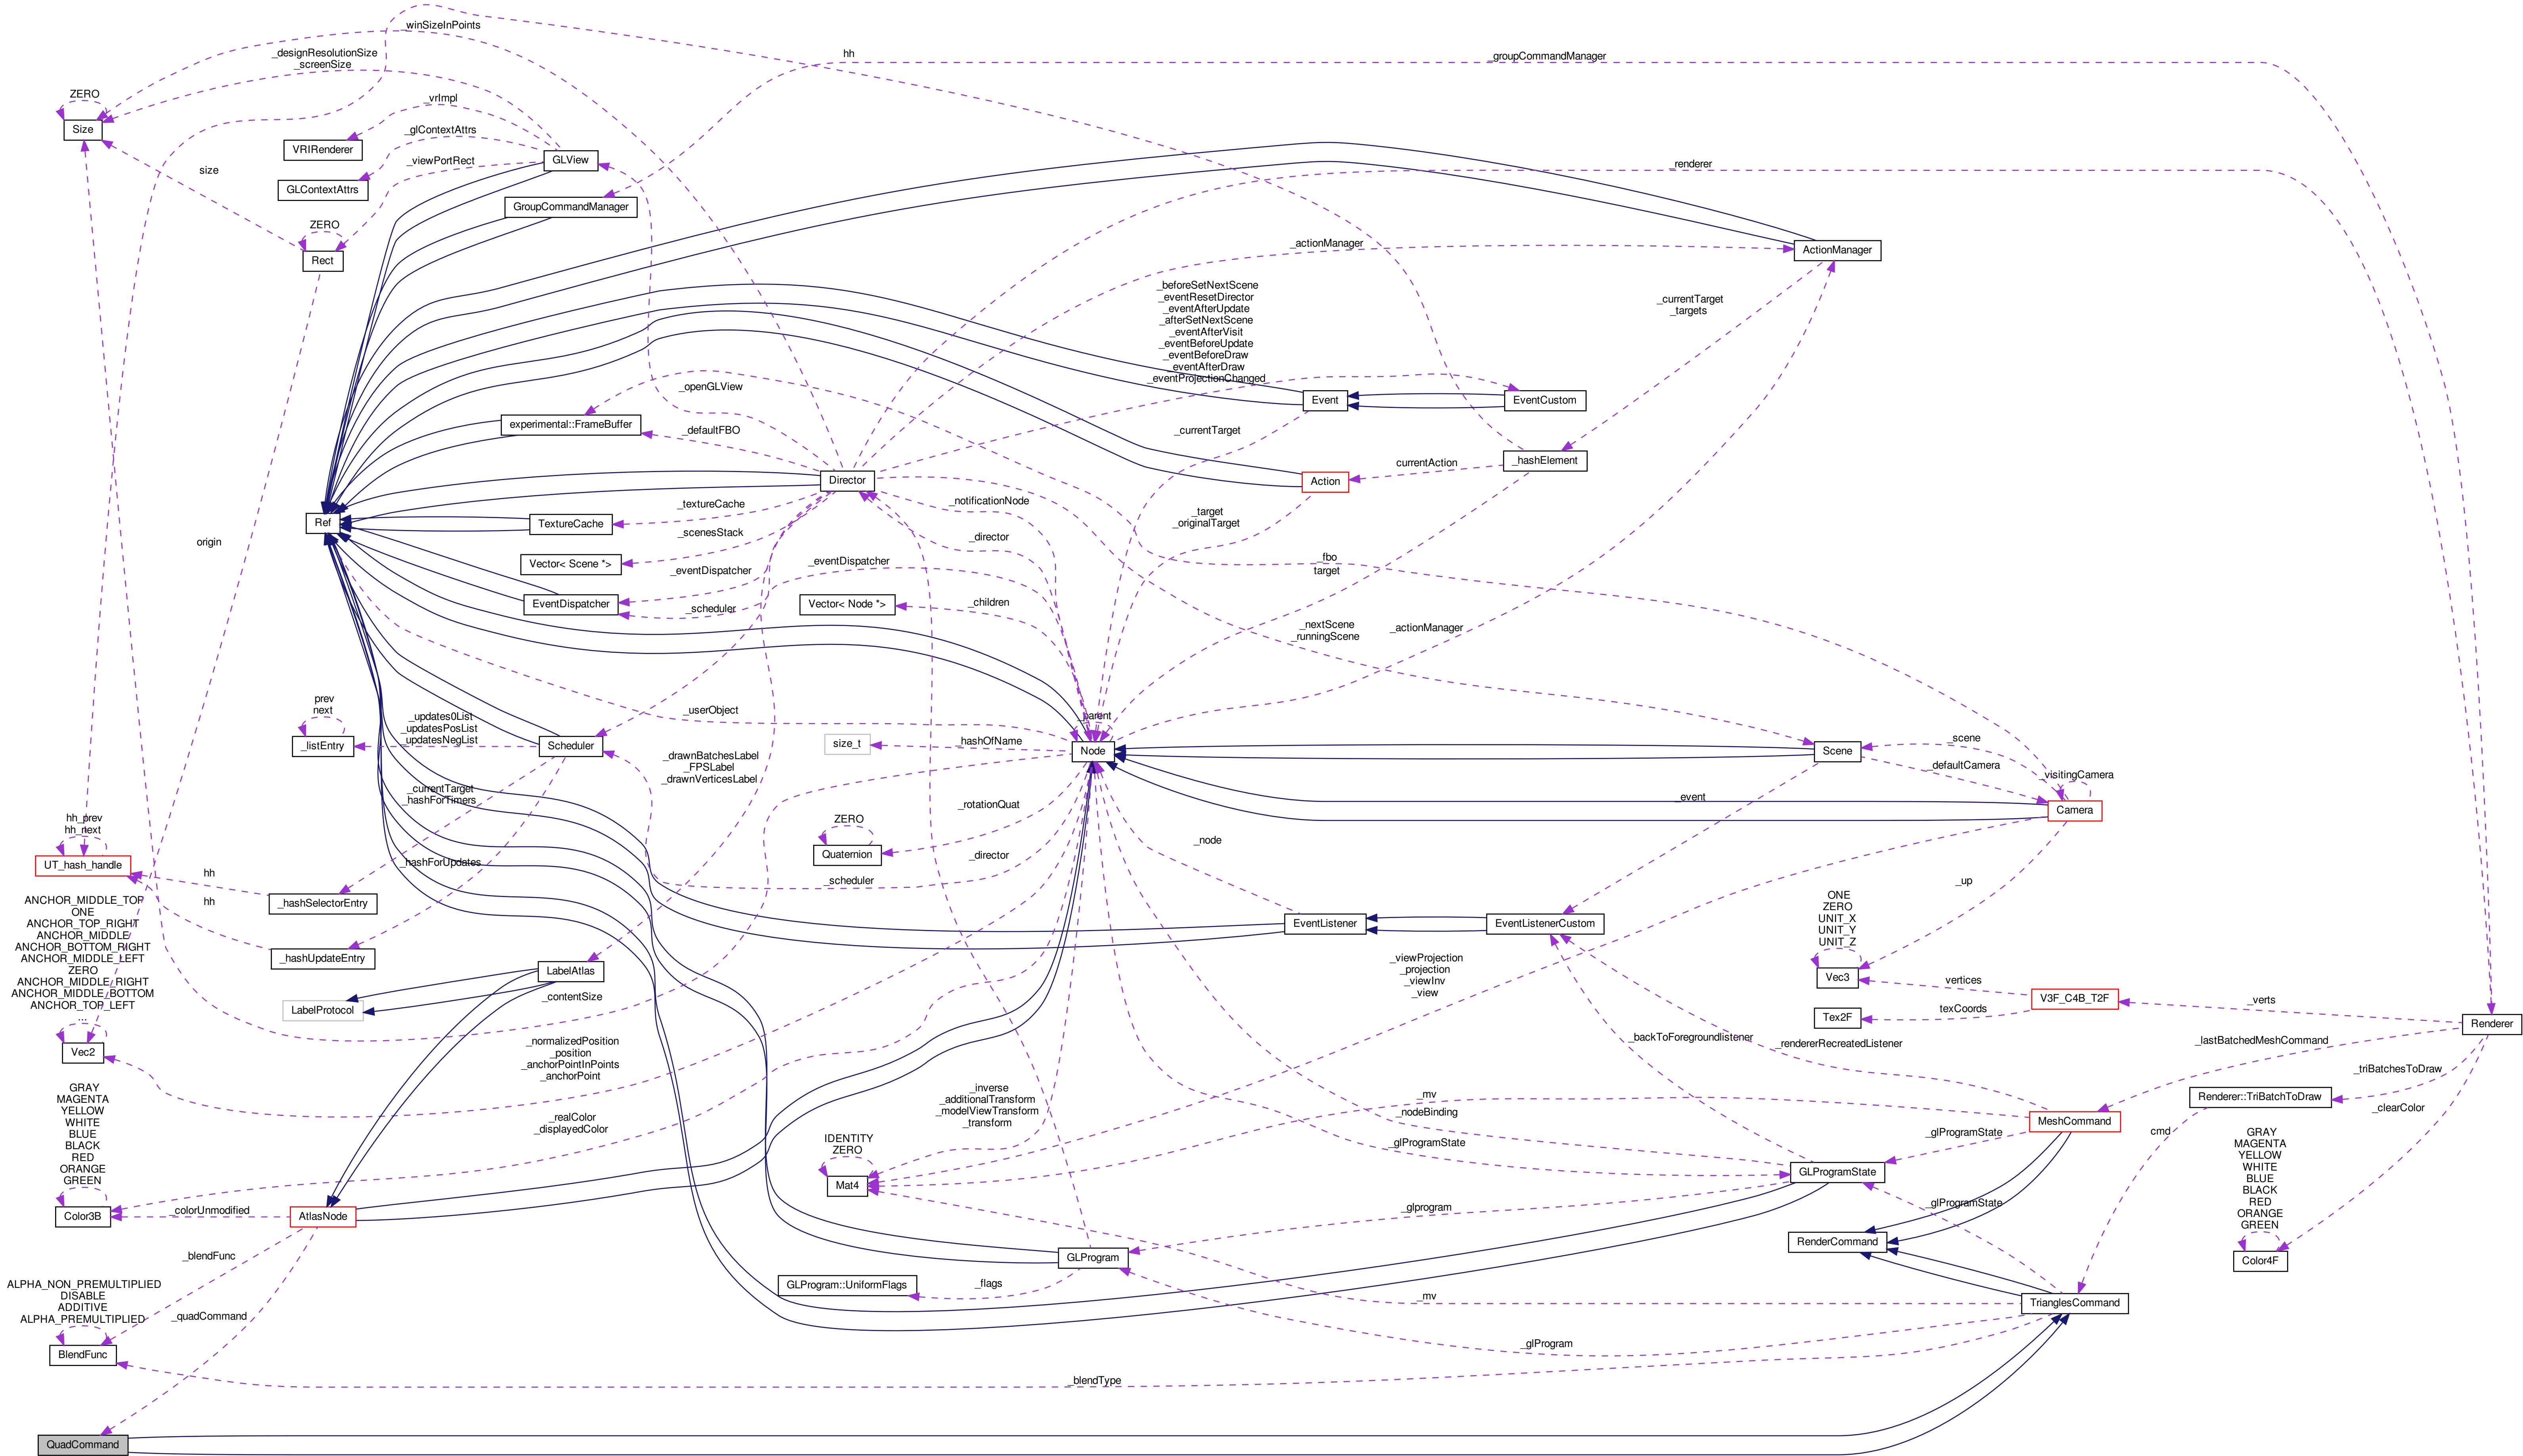 _winSizeInPoints
_designResolutionSize
_screenSize
hh
_groupCommandManager
ZERO
Size
_vrImpl
VRIRenderer
_glContextAttrs
GLContextAttrs
_viewPortRect
GLView
_renderer
size
GroupCommandManager
ZERO
Rect
_actionManager
ActionManager
_beforeSetNextScene
_eventResetDirector
_eventAfterUpdate
_afterSetNextScene
_eventAfterVisit
_eventBeforeUpdate
_eventBeforeDraw
_eventAfterDraw
_eventProjectionChanged
_currentTarget
_targets
_openGLView
Event
EventCustom
experimental::FrameBuffer
_defaultFBO
_currentTarget
currentAction
_hashElement
Director
Action
_textureCache
_notificationNode
_target
_originalTarget
Ref
TextureCache
_scenesStack
_director
origin
_fbo
target
Vector< Scene *>
_eventDispatcher
_eventDispatcher
EventDispatcher
_scheduler
Vector< Node *>
_children
_nextScene
_runningScene
_actionManager
prev
next
_listEntry
_updates0List
_updatesPosList
_updatesNegList
Scheduler
_userObject
size_t
_hashOfName
_parent
Node
Scene
_scene
_defaultCamera
_visitingCamera
Camera
_drawnBatchesLabel
_FPSLabel
_drawnVerticesLabel
_currentTarget
_hashForTimers
_rotationQuat
_event
hh_prev
hh_next
UT_hash_handle
ZERO
Quaternion
_hashForUpdates
_director
_node
_scheduler
_up
hh
_hashSelectorEntry
hh
_hashUpdateEntry
ANCHOR_MIDDLE_TOP
ONE
ANCHOR_TOP_RIGHT
ANCHOR_MIDDLE
ANCHOR_BOTTOM_RIGHT
ANCHOR_MIDDLE_LEFT
ZERO
ANCHOR_MIDDLE_RIGHT
ANCHOR_MIDDLE_BOTTOM
ANCHOR_TOP_LEFT
...
Vec2
EventListener
EventListenerCustom
ONE
ZERO
UNIT_X
UNIT_Y
UNIT_Z
Vec3
LabelAtlas
LabelProtocol
_contentSize
_viewProjection
_projection
_viewInv
_view
vertices
V3F_C4B_T2F
_verts
texCoords
Tex2F
Renderer
_normalizedPosition
_position
_anchorPointInPoints
_anchorPoint
_backToForegroundlistener
_rendererRecreatedListener
_lastBatchedMeshCommand
_triBatchesToDraw
Renderer::TriBatchToDraw
_clearColor
GRAY
MAGENTA
YELLOW
WHITE
BLUE
BLACK
RED
ORANGE
GREEN
Color3B
_realColor
_displayedColor
_inverse
_additionalTransform
_modelViewTransform
_transform
_mv
_nodeBinding
MeshCommand
_glProgramState
_glProgramState
cmd
IDENTITY
ZERO
Mat4
GLProgramState
GRAY
MAGENTA
YELLOW
WHITE
BLUE
BLACK
RED
ORANGE
GREEN
Color4F
_colorUnmodified
AtlasNode
_glprogram
_glProgramState
RenderCommand
_blendFunc
GLProgram
GLProgram::UniformFlags
_flags
_mv
TrianglesCommand
ALPHA_NON_PREMULTIPLIED
DISABLE
ADDITIVE
ALPHA_PREMULTIPLIED
BlendFunc
_quadCommand
_glProgram
_blendType
QuadCommand